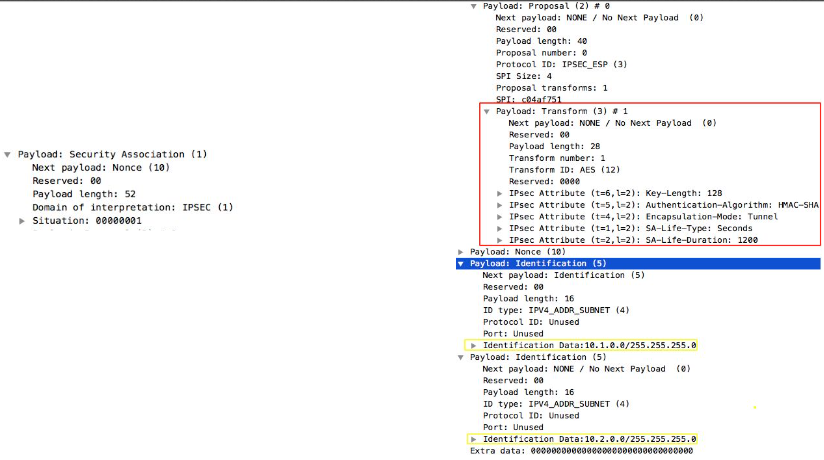 Payload: Security Association (1)
Next payload: Nonce (10)
Reserved: 00
Payload length: 52
Domain of interpretation: IPSEC (1)
Situation: 00000001
Payload: Proposal (2) # 0
Next payload: NONE / No Next Payload  (0)
Reserved: 00
Payload length: 40
Proposal number: 0
Protocol ID: IPSEC_ESP (3)
SPI Size: 4
Proposal transforms: 1
SPI: c04af751
Payload: Transform (3) # 1
Next payload: NONE / No Next Payload  (0)
Reserved: 00
Payload length: 28
Transform number: 1
Transform ID: AES (12)
Reserved: 0000
IPsec Attribute (t=6,l=2): Key-Length: 128
IPsec Attribute (t=5,l=2): Authentication-Algorithm: HMAC-SHA
IPsec Attribute (t=4,l=2): Encapsulation-Mode: Tunnel
IPsec Attribute (t=1,l=2): SA-Life-Type: Seconds
IPsec Attribute (t=2,l=2): SA-Life-Duration: 1200
Payload: Nonce (10)
Payload: Identification (5)
Next payload: Identification (5)
Reserved: 00
Payload length: 16
ID type: IPV4_ADDR_SUBNET (4)
Protocol ID: Unused
Port: Unused
Identification Data:10.1.0.0/255.255.255.0
Payload: Identification (5)
Next payload: NONE / No Next Payload  (0)
Reserved: 00
Payload length: 16
ID type: IPV4_ADDR_SUBNET (4)
Protocol ID: Unused
Port: Unused
Identification Data:10.2.0.0/255.255.255.0
Extra data: 0000000000000000000000000000